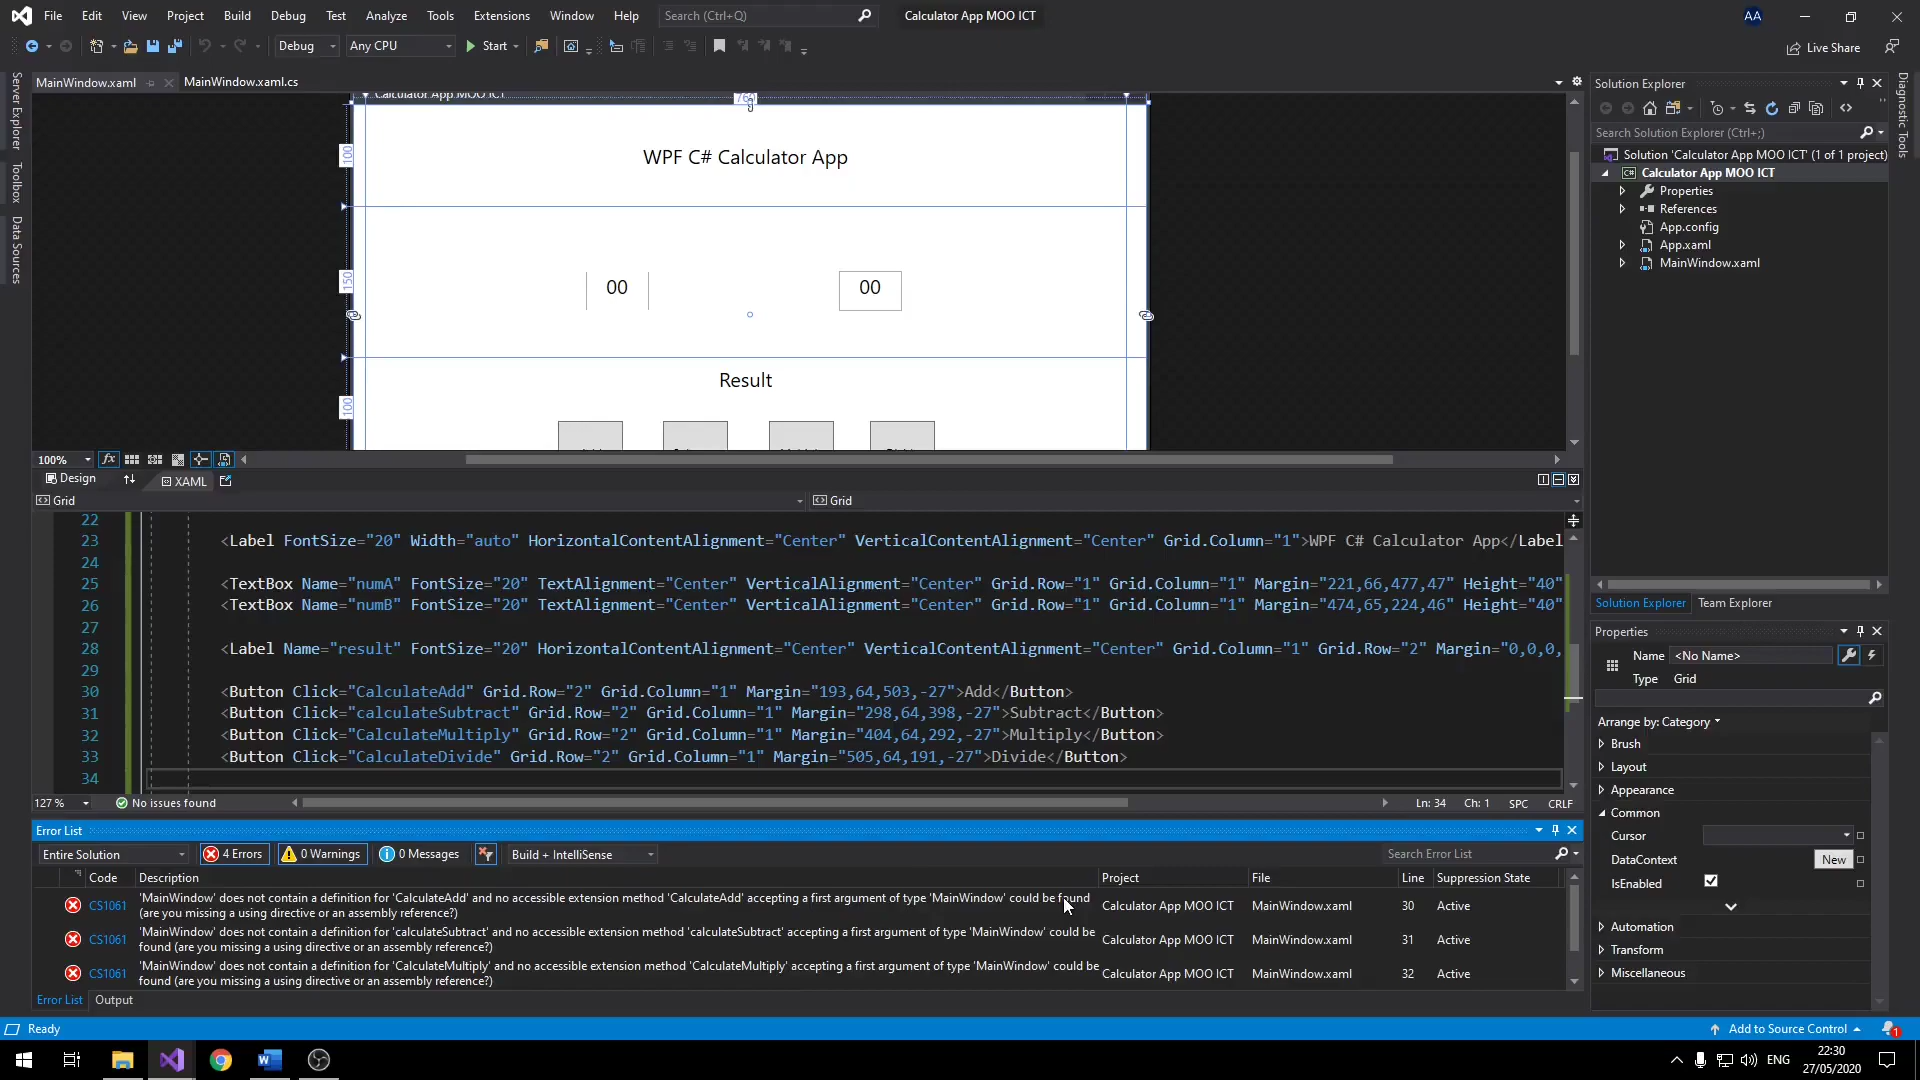 File Edit View Project Build Debug Test Analyze Tools Extensions Window Help Search (Ctrl+Q) Calculator App MOO ICT AA
Debug Any CPU Start Live Share
MainWindow.xaml MainWindow.xaml.cs
Server Explorer
Toolbox
Data Sources
Calculator App MOO ICT
760
100
WPF C# Calculator App
150
00 00
Result
100
100%
Design XAML
Grid Grid
22
23 <Label FontSize="20" Width="auto" HorizontalContentAlignment="Center" VerticalContentAlignment="Center" Grid.Column="1">WPF C# Calculator App</Label
24
25 <TextBox Name="numA" FontSize="20" TextAlignment="Center" VerticalAlignment="Center" Grid.Row="1" Grid.Column="1" Margin="221,66,477,47" Height="40"
26 <TextBox Name="numB" FontSize="20" TextAlignment="Center" VerticalAlignment="Center" Grid.Row="1" Grid.Column="1" Margin="474,65,224,46" Height="40"
27
28 <Label Name="result" FontSize="20" HorizontalContentAlignment="Center" VerticalContentAlignment="Center" Grid.Column="1" Grid.Row="2" Margin="0,0,0,
29
30 <Button Click="CalculateAdd" Grid.Row="2" Grid.Column="1" Margin="193,64,503,-27">Add</Button>
31 <Button Click="calculateSubtract" Grid.Row="2" Grid.Column="1" Margin="298,64,398,-27">Subtract</Button>
32 <Button Click="CalculateMultiply" Grid.Row="2" Grid.Column="1" Margin="404,64,292,-27">Multiply</Button>
33 <Button Click="CalculateDivide" Grid.Row="2" Grid.Column="1" Margin="505,64,191,-27">Divide</Button>
34
127 % No issues found Ln: 34 Ch: 1 SPC CRLF
Error List
Entire Solution 4 Errors 0 Warnings 0 Messages Build + IntelliSense Search Error List
Code Description Project File Line Suppression State
CS1061 'MainWindow' does not contain a definition for 'CalculateAdd' and no accessible extension method 'CalculateAdd' accepting a first argument of type 'MainWindow' could be found
(are you missing a using directive or an assembly reference?) Calculator App MOO ICT MainWindow.xaml 30 Active
CS1061 'MainWindow' does not contain a definition for 'calculateSubtract' and no accessible extension method 'calculateSubtract' accepting a first argument of type 'MainWindow' could be
found (are you missing a using directive or an assembly reference?) Calculator App MOO ICT MainWindow.xaml 31 Active
CS1061 'MainWindow' does not contain a definition for 'CalculateMultiply' and no accessible extension method 'CalculateMultiply' accepting a first argument of type 'MainWindow' could be
found (are you missing a using directive or an assembly reference?) Calculator App MOO ICT MainWindow.xaml 32 Active
Error List Output
Solution Explorer
Search Solution Explorer (Ctrl+;)
Solution 'Calculator App MOO ICT' (1 of 1 project)
C# Calculator App MOO ICT
Properties
References
App.config
App.xaml
MainWindow.xaml
Solution Explorer Team Explorer
Diagnostic Tools
Properties
Name <No Name>
Type Grid
Arrange by: Category
Brush
Layout
Appearance
Common
Cursor
DataContext New
IsEnabled
Automation
Transform
Miscellaneous
Ready Add to Source Control 1
ENG 22:30
27/05/2020